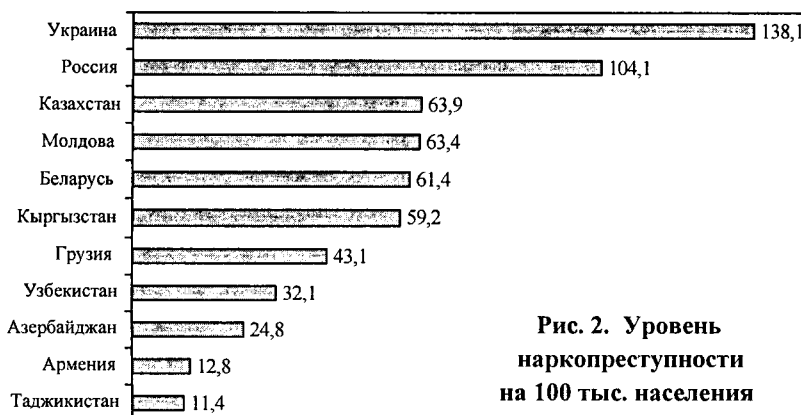 Украина 138,1
Россия 104,1
Казахстан 63,9
Молдова 63,4
Беларусь 61,4
Кыргызстан 59,2
Грузия 43,1
Узбекистан 32,1
Азербайджан 24,8
Армения 12,8
Таджикистан 11,4
Рис. 2. Уровень
наркопреступности
на 100 тыс. населения